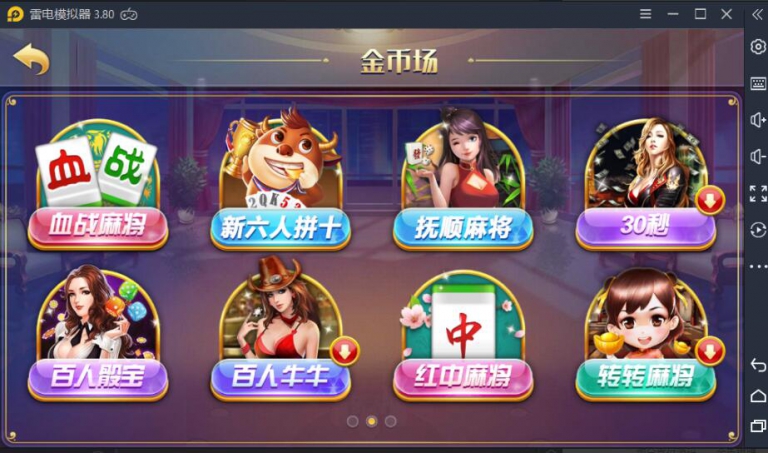 雷电模拟器 3.80
金币场
血 战
血战麻将
2 Q K 5
新六人拼十
抚顺麻将
30秒
百人骰宝
百人牛牛
中
红中麻将
转转麻将